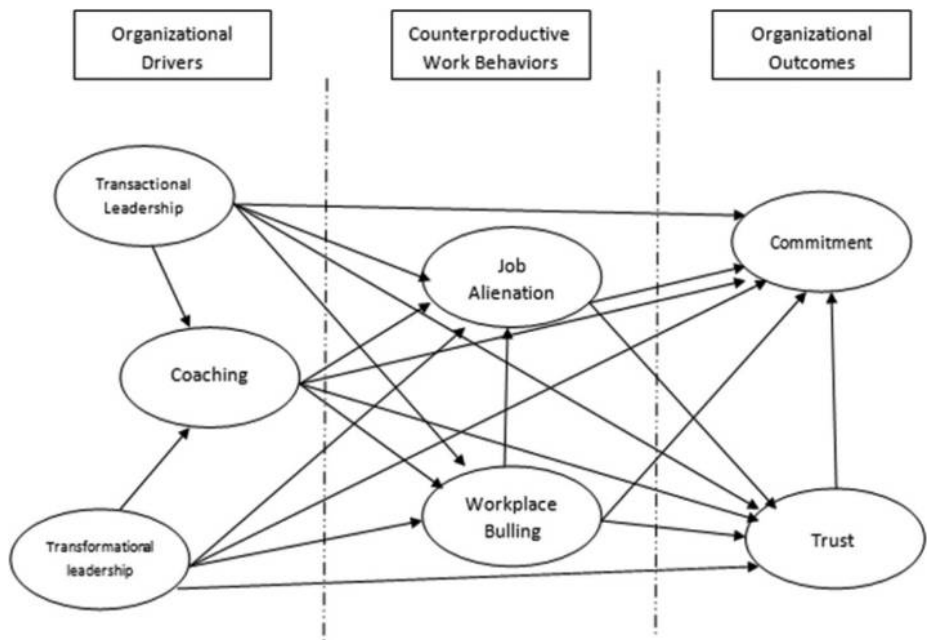 Organizational
Drivers
Counterproductive
Work Behaviors
Organizational
Outcomes
Transactional
Leadership
Commitment
Job
Alienation
Coaching
Workplace
Bulling
Transformational
leadership
Trust